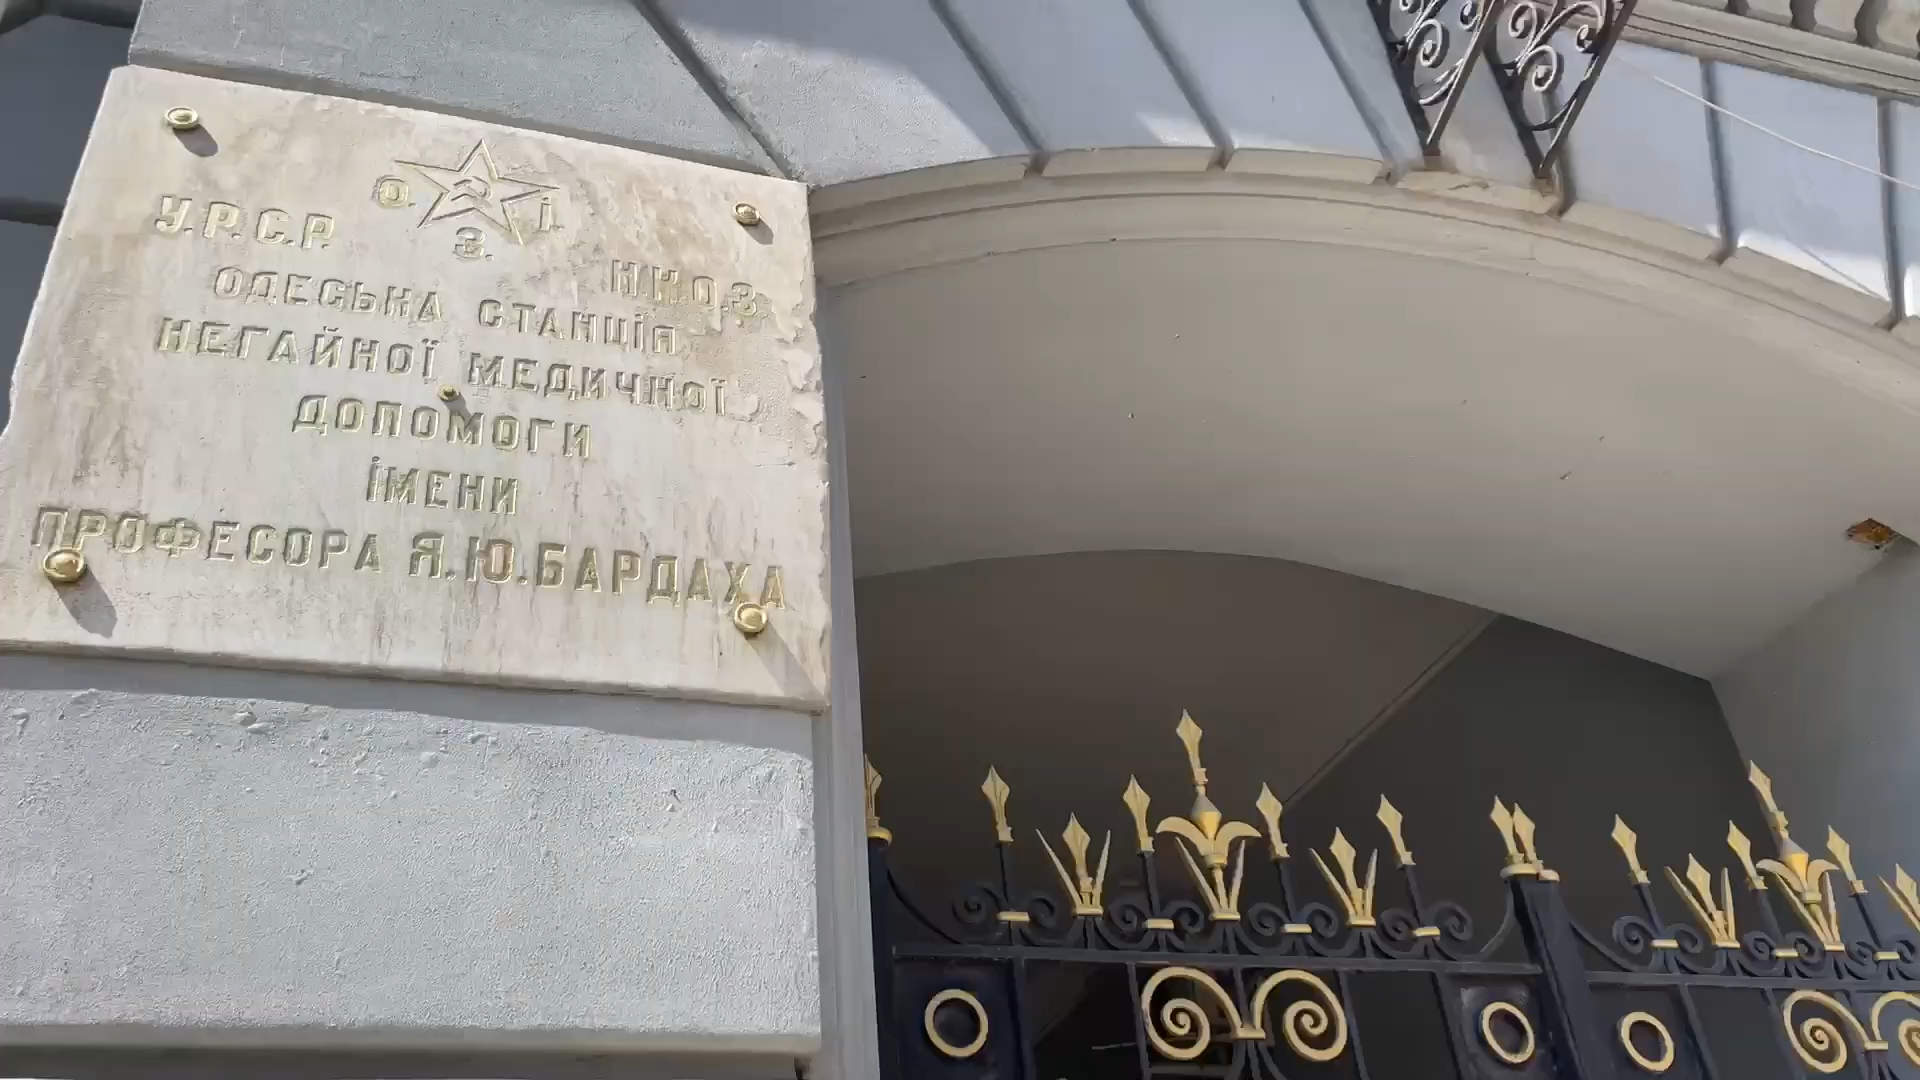 О. І.
З.
У.Р.С.Р. Н.К.О.З.
ОДЕСЬКА СТАНЦІЯ
НЕГАЙНОЇ МЕДИЧНОЇ
ДОПОМОГИ
ІМЕНИ
ПРОФЕСОРА Я.Ю.БАРДАХА